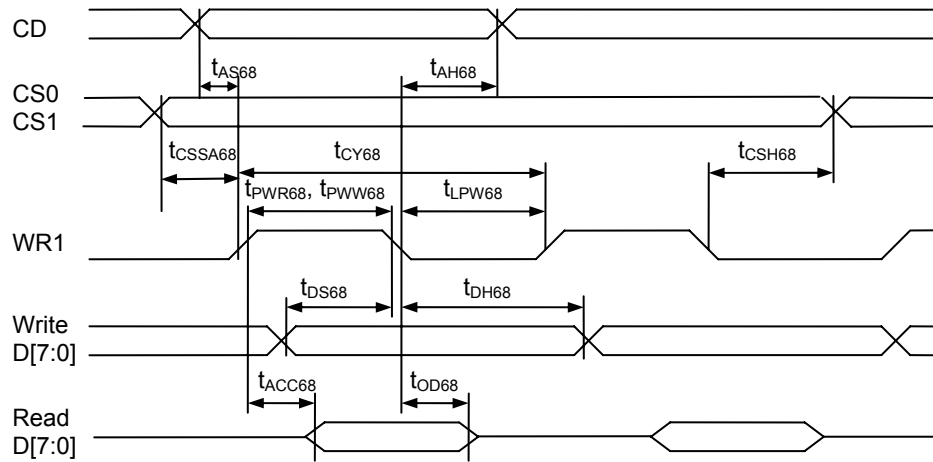 CD
tAS68 tAH68
CS0
CS1
tCSSA68 tCY68 tCSH68
tPWR68, tPWW68 tLPW68
WR1
tDS68 tDH68
Write
D[7:0]
tACC68 tOD68
Read
D[7:0]